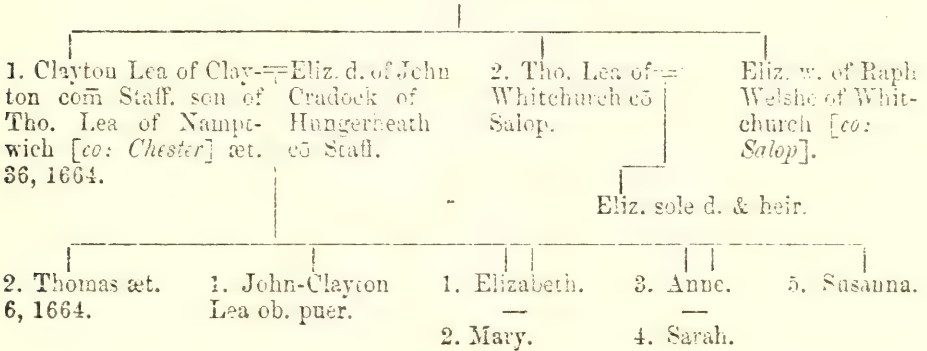 1. Clayton Lea of Clay-
ton com̄ Staff. son of
Tho. Lea of Nampt-
wich [co: Chester] æt.
36, 1664.
Eliz. d. of John
Cradock of
Hungerheath
cō Staff.
2. Tho. Lea of
Whitchurch cō
Salop.
Eliz. w. of Raph
Welshe of Whit-
church [co:
Salop].
Eliz. sole d. & heir.
2. Thomas æt.
6, 1664.
1. John-Clayton
Lea ob. puer.
1. Elizabeth.
2. Mary.
3. Anne.
4. Sarah.
5. Susanna.